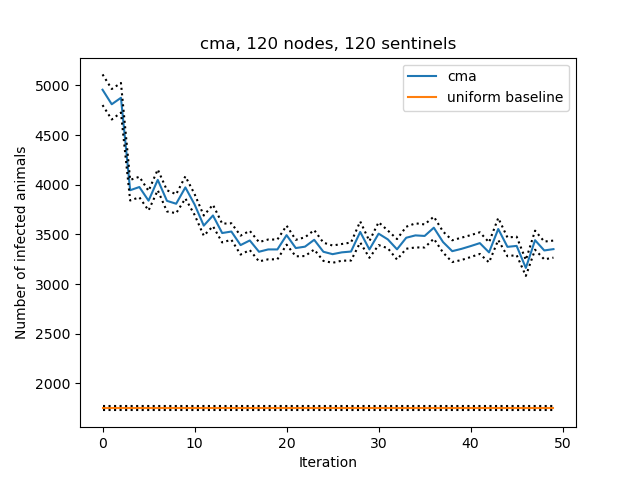 cma, 120 nodes, 120 sentinels
cma
uniform baseline
Number of infected animals
5000
4500
4000
3500
3000
2500
2000
0 10 20 30 40 50
Iteration